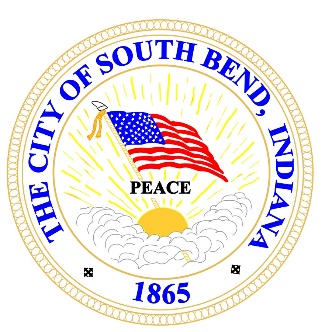 THE CITY OF SOUTH BEND, INDIANA
PEACE
1865